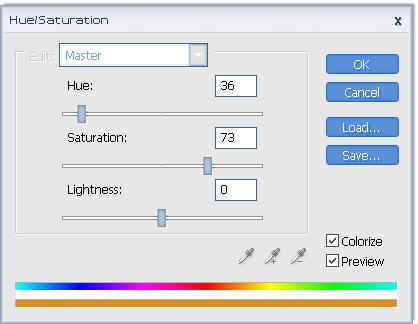 Hue/Saturation x
Edit: Master
OK
Hue: 36
Cancel
Load...
Saturation: 73
Save...
Lightness: 0
Colorize
Preview